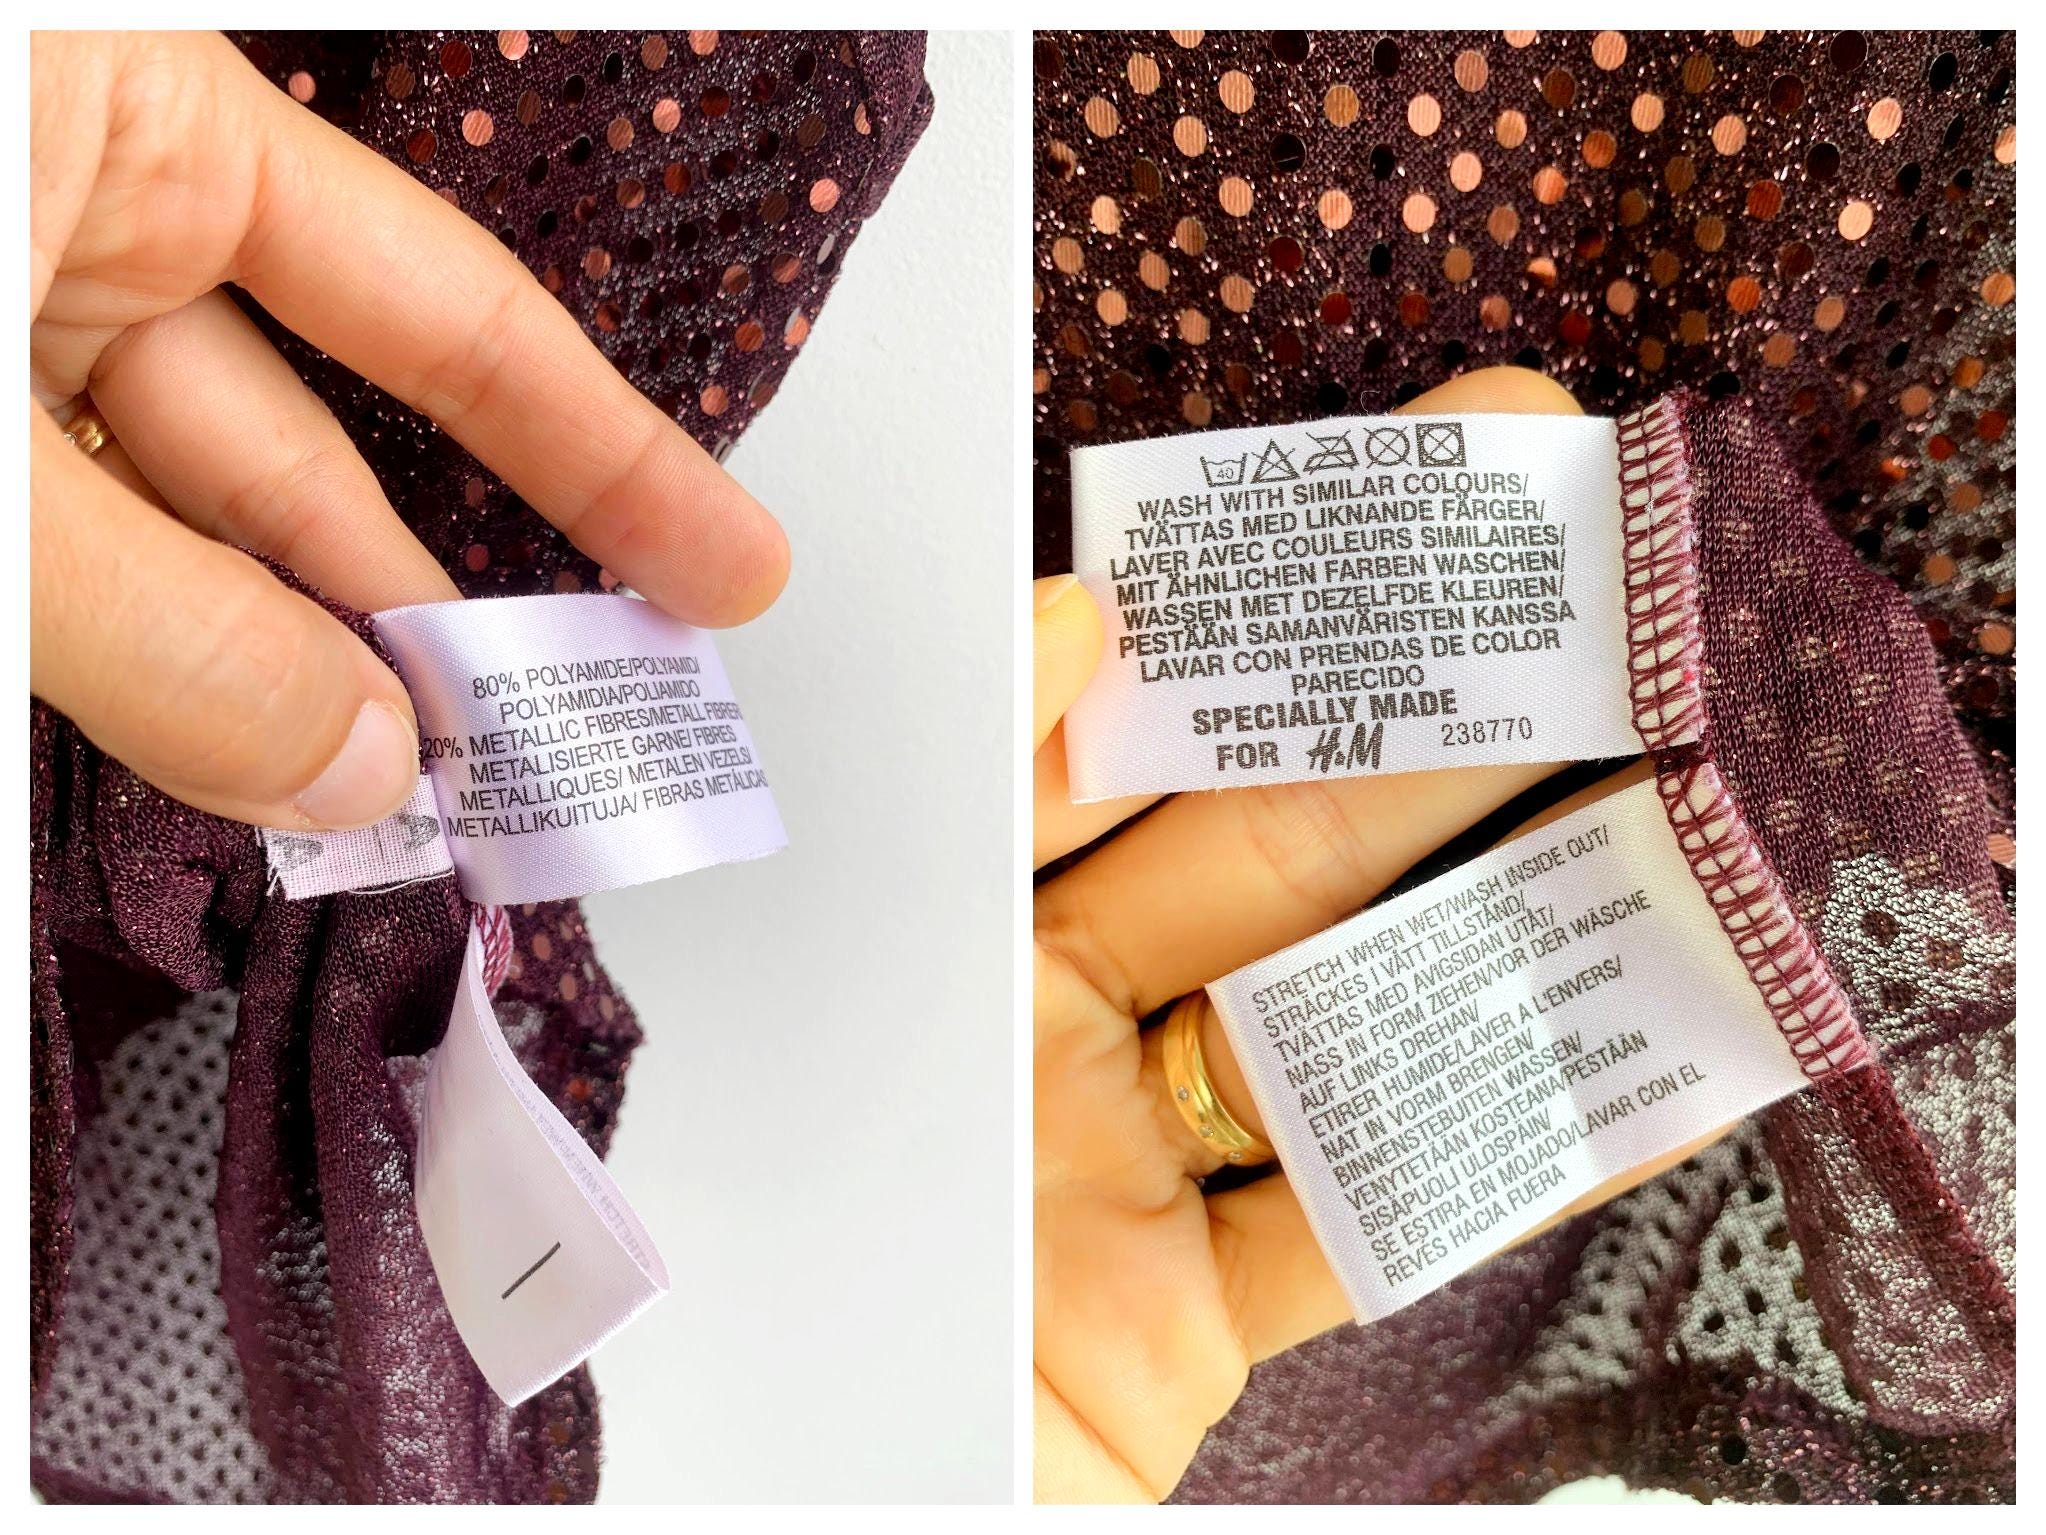 80% POLYAMIDE/POLYAMID/
POLYAMIDIA/POLIAMIDO
20% METALLIC FIBRES/METALL FIBRER
METALISIERTE GARNE/ FIBRES
METALLIQUES/ METALEN VEZELS/
METALLIKUITUJA/ FIBRAS METÁLICAS
40
WASH WITH SIMILAR COLOURS/
TVÄTTAS MED LIKNANDE FÄRGER/
LAVER AVEC COULEURS SIMILAIRES/
MIT ÄHNLICHEN FARBEN WASCHEN/
WASSEN MET DEZELFDE KLEUREN/
PESTÄÄN SAMANVÄRISTEN KANSSA
LAVAR CON PRENDAS DE COLOR
PARECIDO
SPECIALLY MADE
FOR H&M 238770
STRETCH WHEN WET/WASH INSIDE OUT/
STRÄCKES I VÅTT TILLSTÅND/
TVÄTTAS MED AVIGSIDAN UTÅT/
NASS IN FORM ZIEHEN/VOR DER WÄSCHE
AUF LINKS DREHAN/
ETIRER HUMIDE/LAVER A L'ENVERS/
NAT IN VORM BRENGEN/
BINNENSTEBUITEN WASSEN/
VENYTETÄÄN KOSTEANA/PESTÄÄN
SISÄPUOLI ULOSPAIN/
SE ESTIRA EN MOJADO/LAVAR CON EL
REVÉS HACIA FUERA